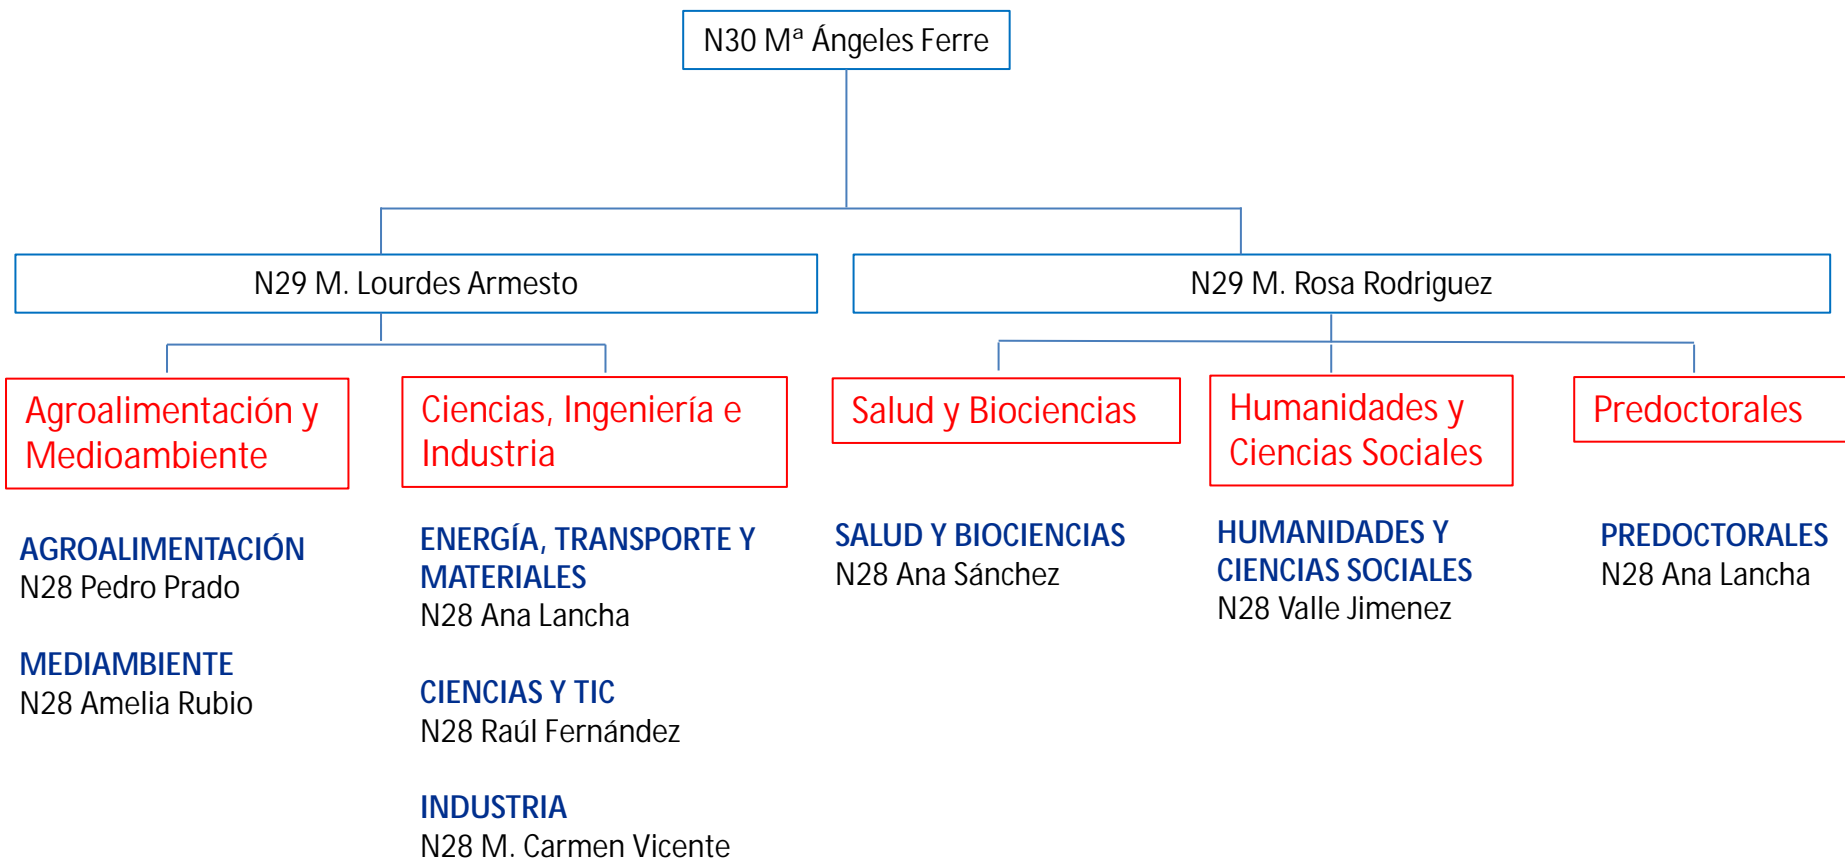 N30 Mª Ángeles Ferre
N29 M. Lourdes Armesto
N29 M. Rosa Rodriguez
Agroalimentación y
Medioambiente
Ciencias, Ingeniería e
Industria
Salud y Biociencias
Humanidades y
Ciencias Sociales
Predoctorales
AGROALIMENTACIÓN
N28 Pedro Prado
MEDIAMBIENTE
N28 Amelia Rubio
ENERGÍA, TRANSPORTE Y
MATERIALES
N28 Ana Lancha
CIENCIAS Y TIC
N28 Raúl Fernández
INDUSTRIA
N28 M. Carmen Vicente
SALUD Y BIOCIENCIAS
N28 Ana Sánchez
HUMANIDADES Y
CIENCIAS SOCIALES
N28 Valle Jimenez
PREDOCTORALES
N28 Ana Lancha